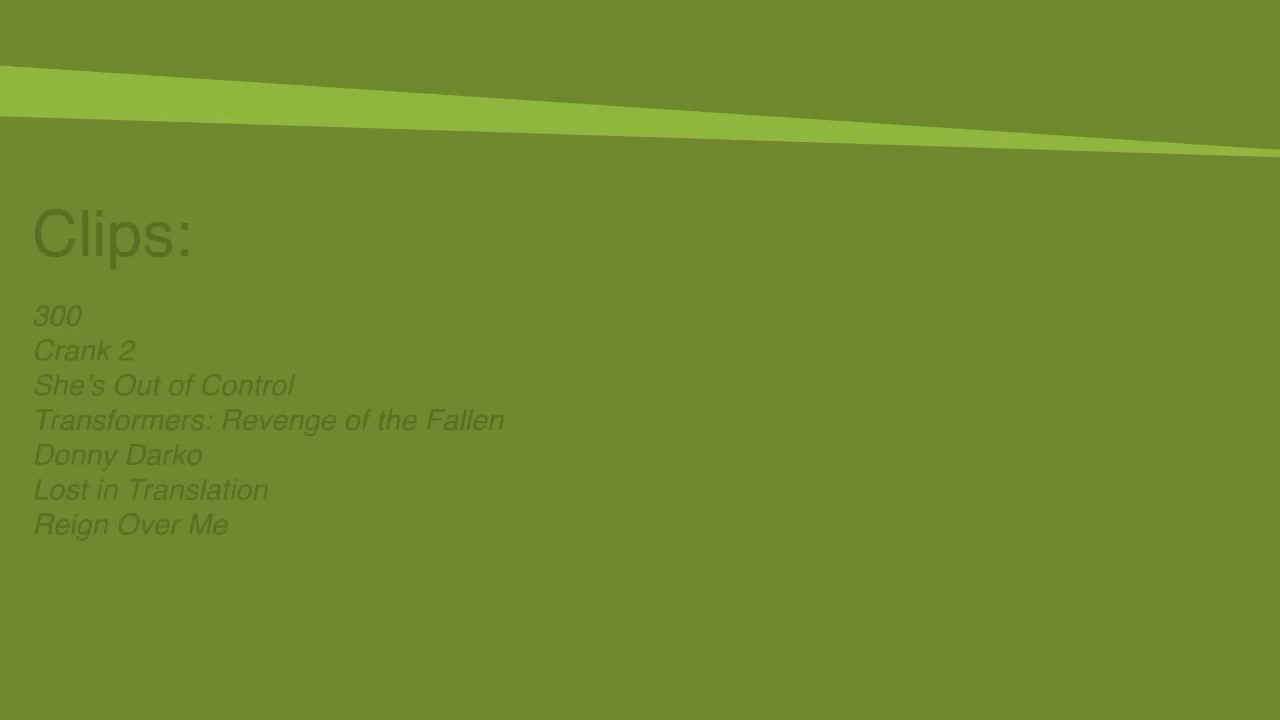 Clips:
300
Crank 2
She's Out of Control
Transformers: Revenge of the Fallen
Donny Darko
Lost in Translation
Reign Over Me